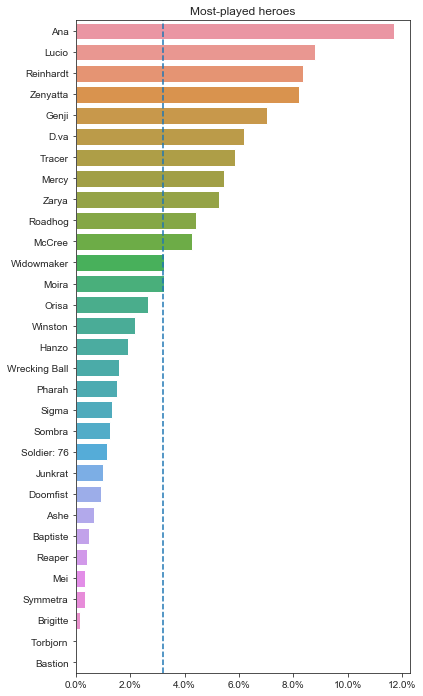 Most-played heroes
Ana
Lucio
Reinhardt
Zenyatta
Genji
D.va
Tracer
Mercy
Zarya
Roadhog
McCree
Widowmaker
Moira
Orisa
Winston
Hanzo
Wrecking Ball
Pharah
Sigma
Sombra
Soldier: 76
Junkrat
Doomfist
Ashe
Baptiste
Reaper
Mei
Symmetra
Brigitte
Torbjorn
Bastion
0.0% 2.0% 4.0% 6.0% 8.0% 10.0% 12.0%